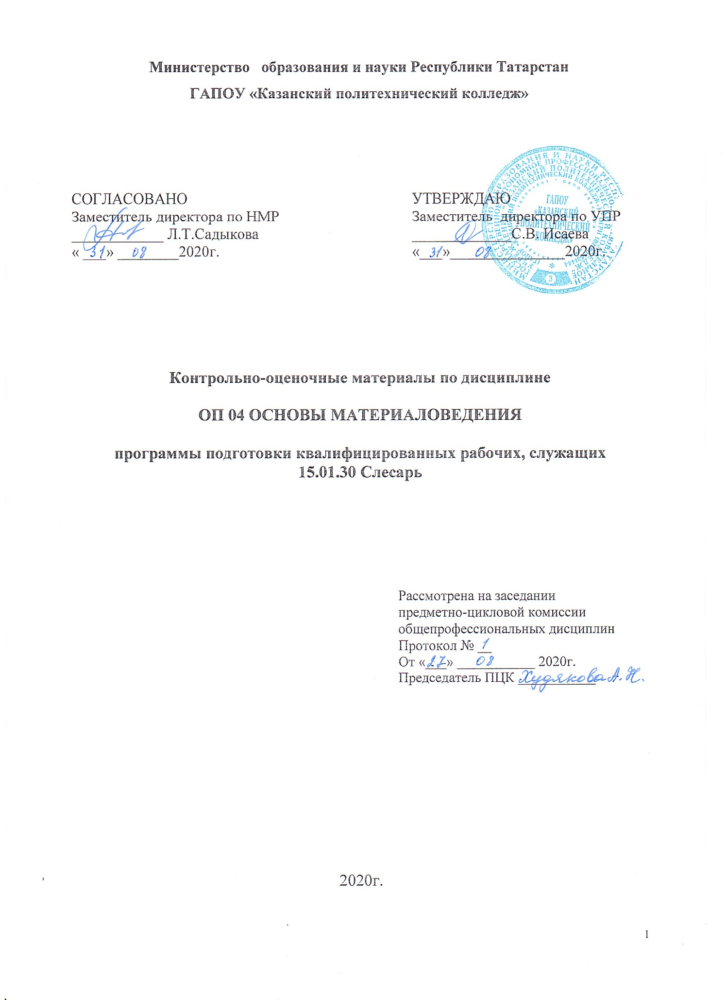 Министерство образования и науки Республики Татарстан
ГАПОУ «Казанский политехнический колледж»
СОГЛАСОВАНО
Заместитель директора по НМР
_____________ Л.Т.Садыкова
« 31 » 08 2020г.
УТВЕРЖДАЮ
Заместитель директора по УПР
_____________ С.В. Исаева
« 31 » 08 2020г.
ГАПОУ
«КАЗАНСКИЙ
ПОЛИТЕХНИЧЕСКИЙ
КОЛЛЕДЖ»
3
Контрольно-оценочные материалы по дисциплине
ОП 04 ОСНОВЫ МАТЕРИАЛОВЕДЕНИЯ
программы подготовки квалифицированных рабочих, служащих
15.01.30 Слесарь
Рассмотрена на заседании
предметно-цикловой комиссии
общепрофессиональных дисциплин
Протокол № 1
От « 27 » 08 2020г.
Председатель ПЦК Худякова А.Н.
2020г.
1